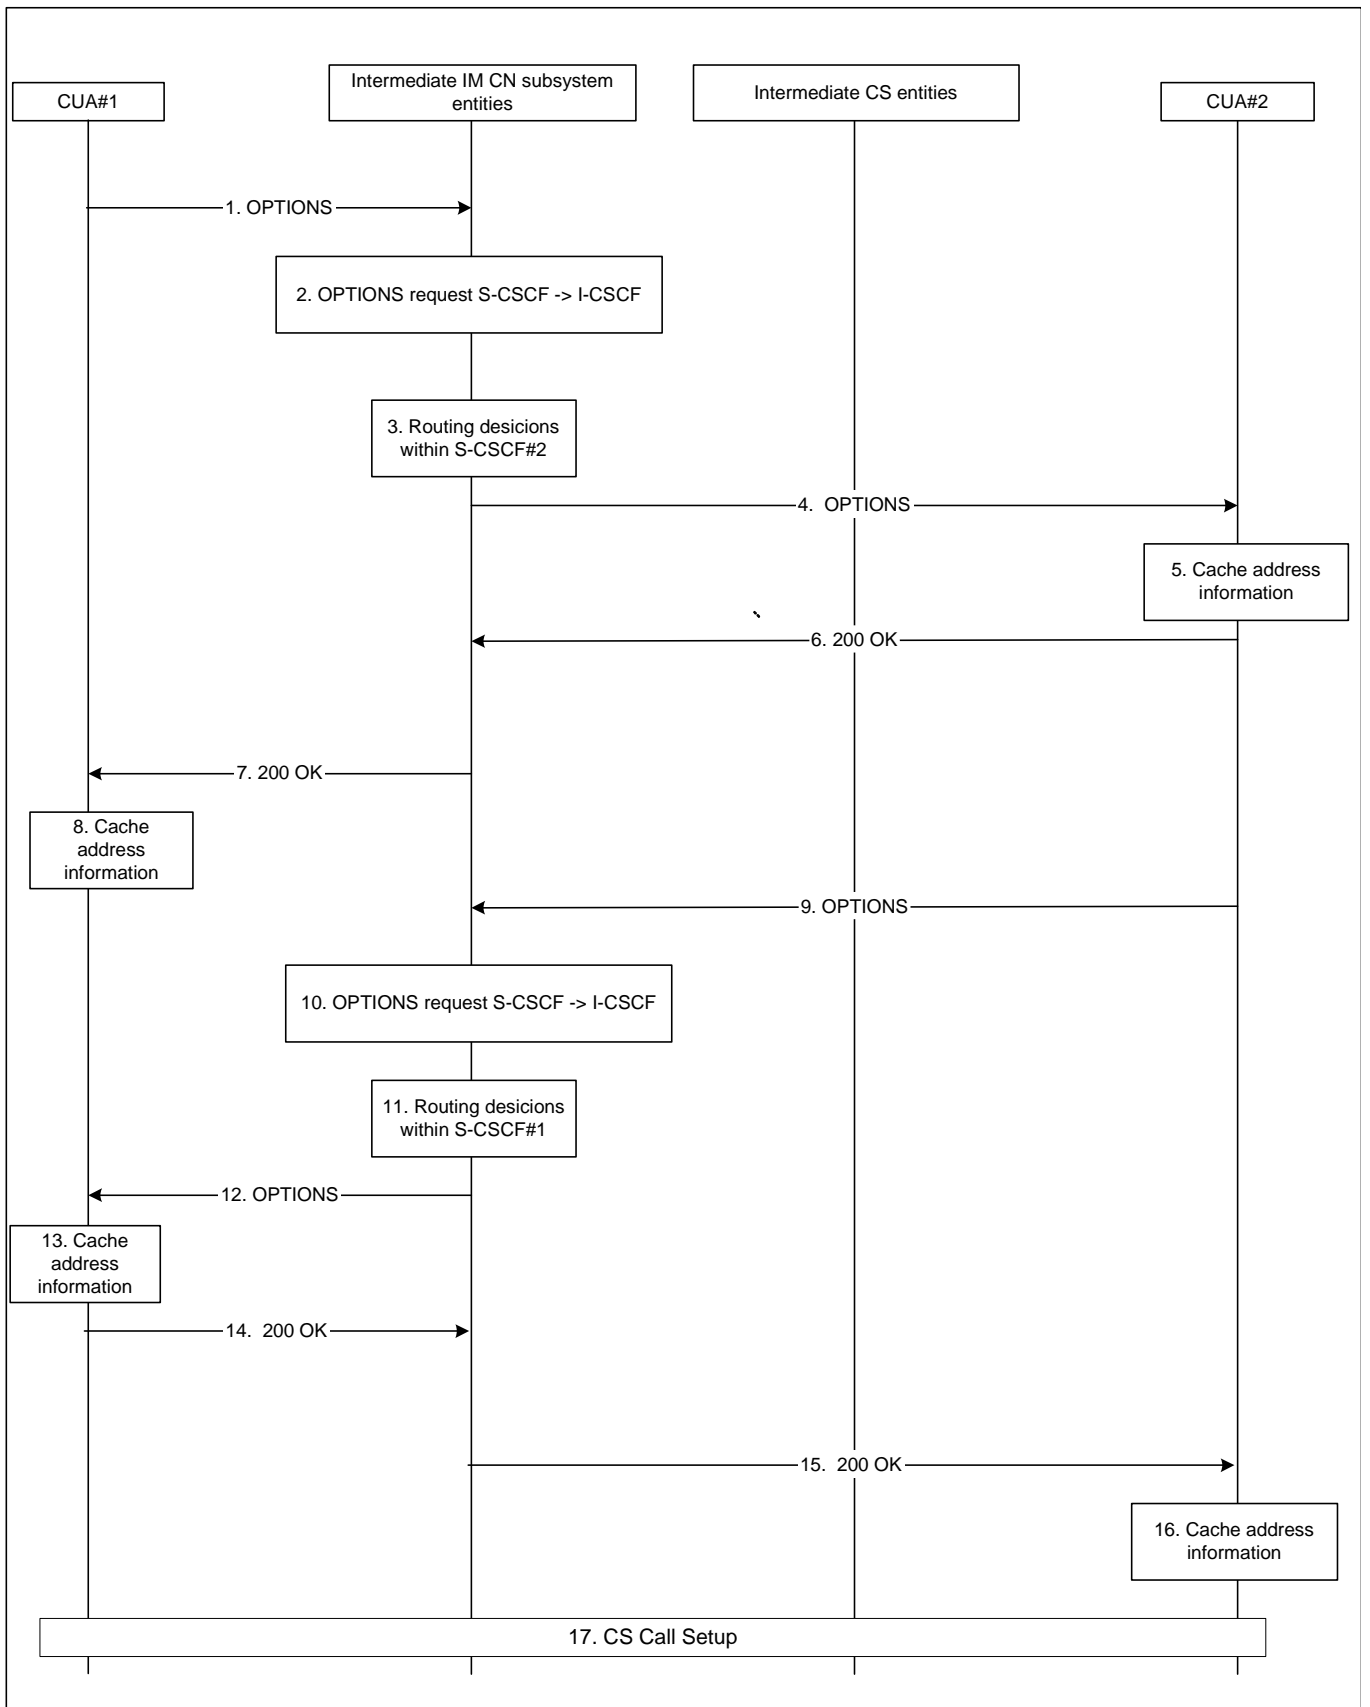 CUA#1
Intermediate IM CN subsystem
entities
Intermediate CS entities
CUA#2
1. OPTIONS
2. OPTIONS request S-CSCF -> I-CSCF
3. Routing desicions
within S-CSCF#2
4.  OPTIONS
5. Cache address
information
6. 200 OK
7. 200 OK
8. Cache
address
information
9. OPTIONS
10. OPTIONS request S-CSCF -> I-CSCF
11. Routing desicions
within S-CSCF#1
12. OPTIONS
13. Cache
address
information
14.  200 OK
15.  200 OK
16. Cache address
information
17. CS Call Setup